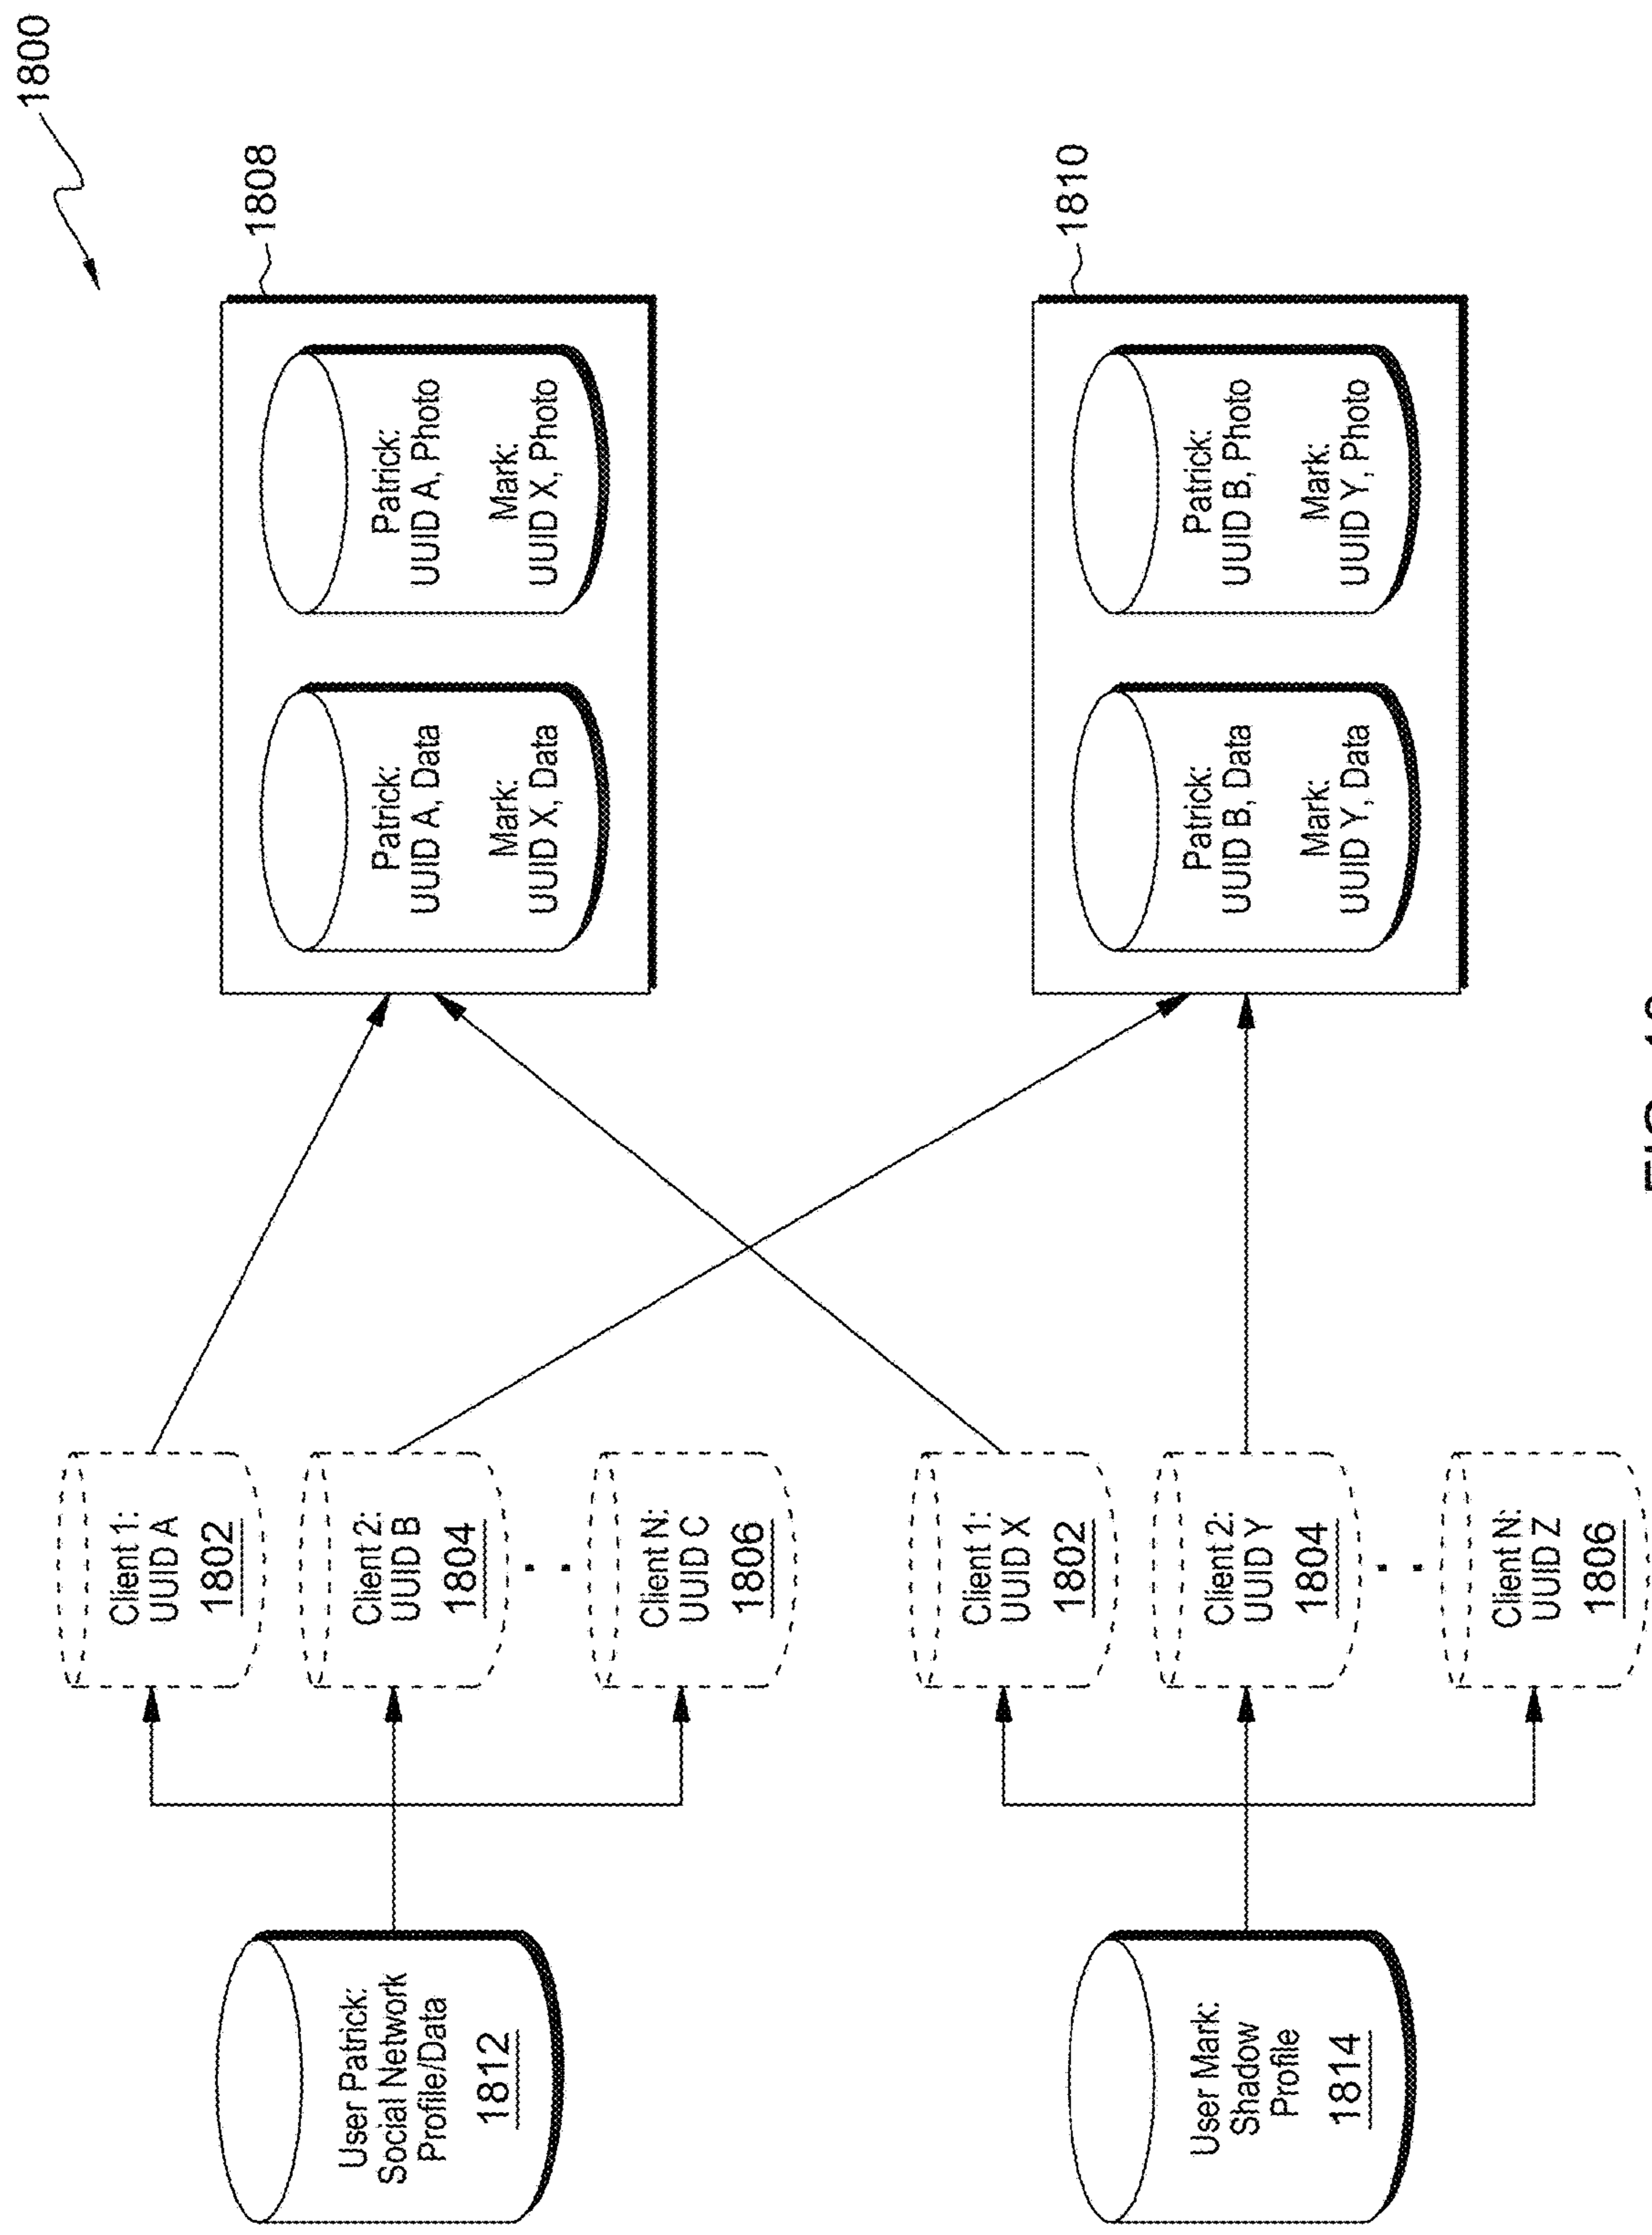 1800
User Patrick:
Social Network
Profile/Data
1812
Client 1:
UUID A
1802
Client 2:
UUID B
1804
Client N:
UUID C
1806
1808
Patrick:
UUID A, Data
Mark:
UUID X, Data
Patrick:
UUID A, Photo
Mark:
UUID X, Photo
User Mark:
Shadow
Profile
1814
Client 1:
UUID X
1802
Client 2:
UUID Y
1804
Client N:
UUID Z
1806
1810
Patrick:
UUID B, Data
Mark:
UUID Y, Data
Patrick:
UUID B, Photo
Mark:
UUID Y, Photo